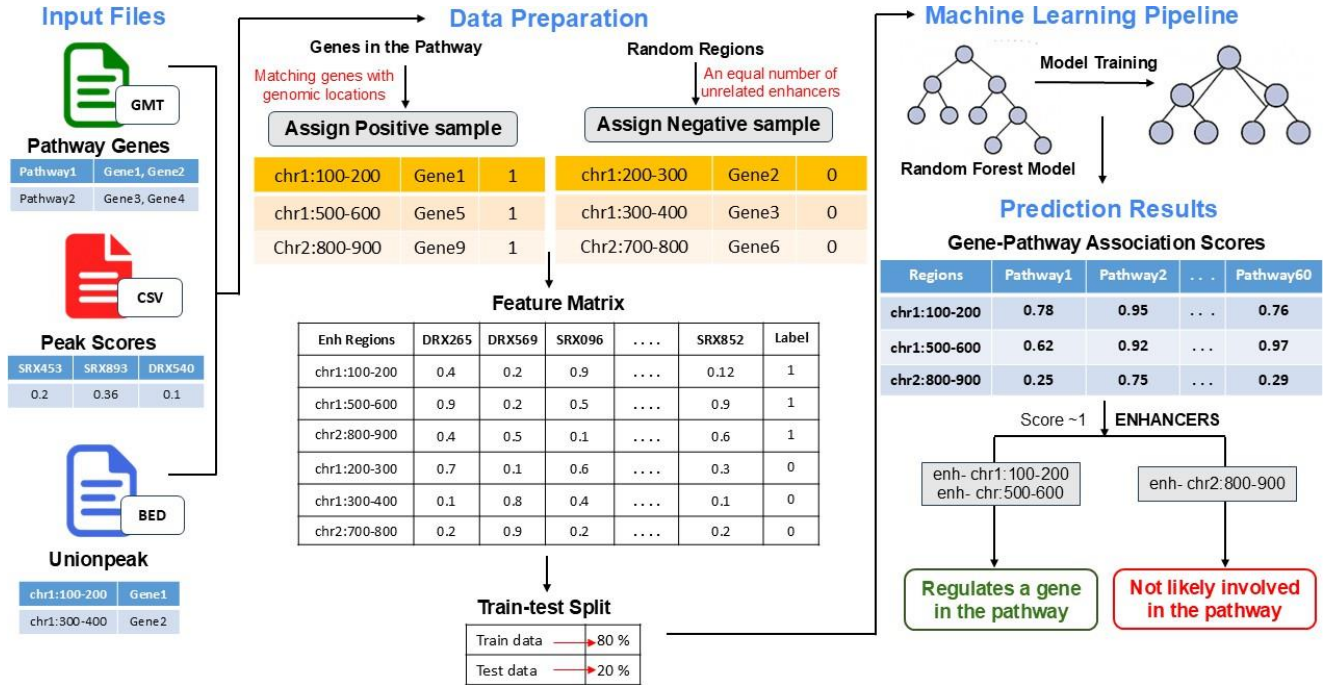 Input Files
GMT
Pathway Genes
Pathway1 Gene1, Gene2
Pathway2 Gene3, Gene4
CSV
Peak Scores
SRX453 SRX893 DRX540
0.2 0.36 0.1
BED
Unionpeak
chr1:100-200 Gene1
chr1:300-400 Gene2
Data Preparation
Genes in the Pathway
Matching genes with
genomic locations
Assign Positive sample
chr1:100-200 Gene1 1
chr1:500-600 Gene5 1
Chr2:800-900 Gene9 1
Random Regions
An equal number of
unrelated enhancers
Assign Negative sample
chr1:200-300 Gene2 0
chr1:300-400 Gene3 0
Chr2:700-800 Gene6 0
Feature Matrix
Enh Regions DRX265 DRX569 SRX096 .... SRX852 Label
chr1:100-200 0.4 0.2 0.9 .... 0.12 1
chr1:500-600 0.9 0.2 0.5 .... 0.9 1
chr2:800-900 0.4 0.5 0.1 .... 0.6 1
chr1:200-300 0.7 0.1 0.6 .... 0.3 0
chr1:300-400 0.1 0.8 0.4 .... 0.1 0
chr2:700-800 0.2 0.9 0.2 .... 0.2 0
Train-test Split
Train data 80 %
Test data 20 %
Machine Learning Pipeline
Model Training
Random Forest Model
Prediction Results
Gene-Pathway Association Scores
Regions Pathway1 Pathway2 ... Pathway60
chr1:100-200 0.78 0.95 ... 0.76
chr1:500-600 0.62 0.92 ... 0.97
chr2:800-900 0.25 0.75 ... 0.29
Score ~1 ENHANCERS
enh- chr1:100-200
enh- chr:500-600
enh- chr2:800-900
Regulates a gene
in the pathway
Not likely involved
in the pathway